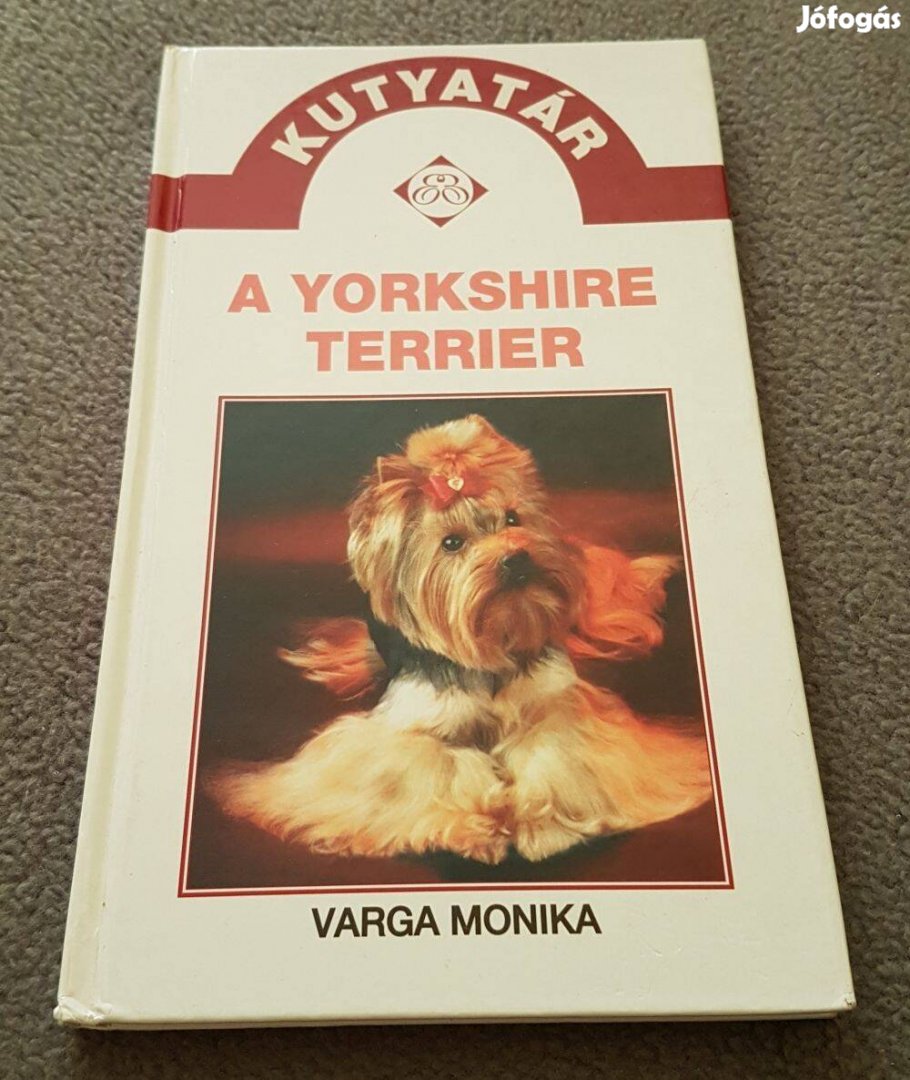 Jófogás
KUTYATÁR
A YORKSHIRE
TERRIER
VARGA MONIKA